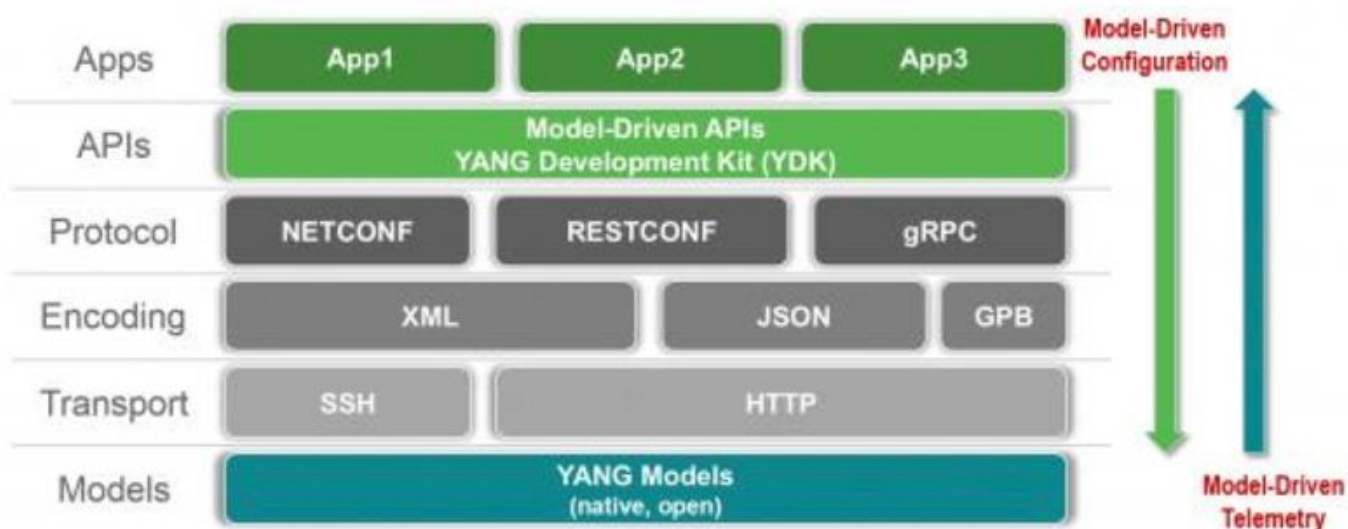 Apps
App1
App2
App3
Model-Driven
Configuration
APIs
Model-Driven APIs
YANG Development Kit (YDK)
Protocol
NETCONF
RESTCONF
gRPC
Encoding
XML
JSON
GPB
Transport
SSH
HTTP
Models
YANG Models
(native, open)
Model-Driven
Telemetry